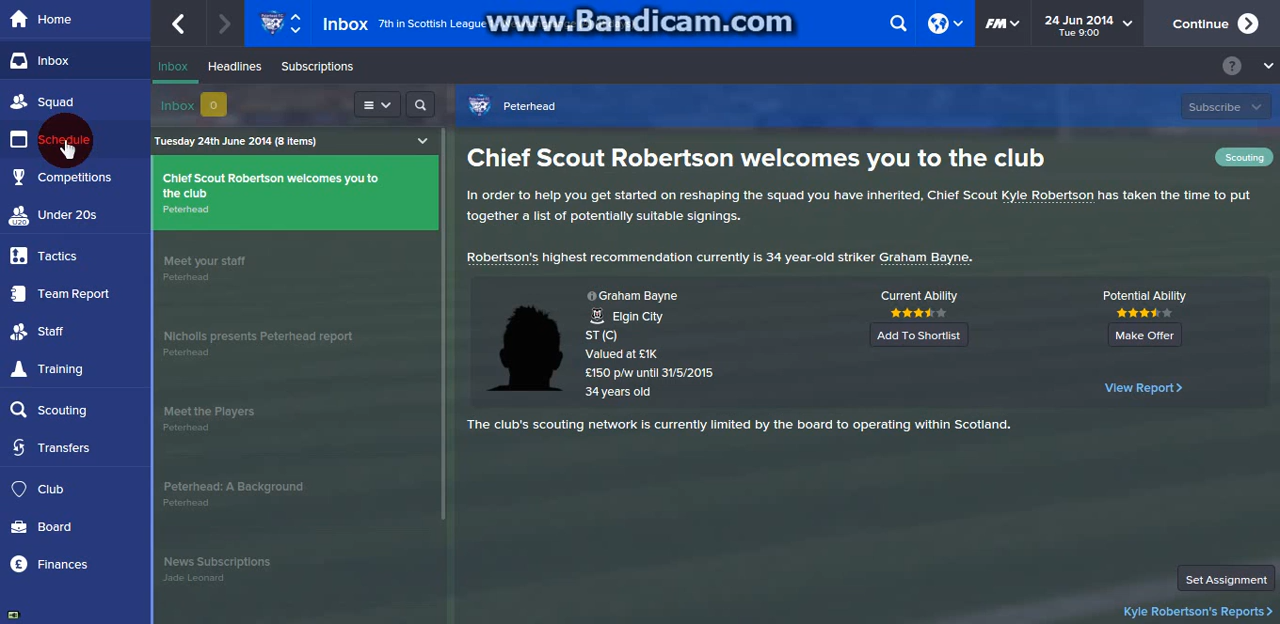 Home
Inbox
Squad
Schedule
Competitions
Under 20s
U20
Tactics
Team Report
Staff
Training
Scouting
Transfers
Club
Board
Finances
Inbox 7th in Scottish League
www.Bandicam.com
FM
24 Jun 2014
Tue 9:00
Continue
Inbox Headlines Subscriptions
?
Inbox 0
Tuesday 24th June 2014 (8 items)
Chief Scout Robertson welcomes you to
the club
Peterhead
Meet your staff
Peterhead
Nicholls presents Peterhead report
Peterhead
Meet the Players
Peterhead
Peterhead: A Background
Peterhead
News Subscriptions
Jade Leonard
Peterhead
Subscribe
Chief Scout Robertson welcomes you to the club
Scouting
In order to help you get started on reshaping the squad you have inherited, Chief Scout Kyle Robertson has taken the time to put
together a list of potentially suitable signings.
Robertson's highest recommendation currently is 34 year-old striker Graham Bayne.
Graham Bayne
Elgin City
ST (C)
Valued at £1K
£150 p/w until 31/5/2015
34 years old
Current Ability
Add To Shortlist
Potential Ability
Make Offer
View Report >
The club's scouting network is currently limited by the board to operating within Scotland.
Set Assignment
Kyle Robertson's Reports >